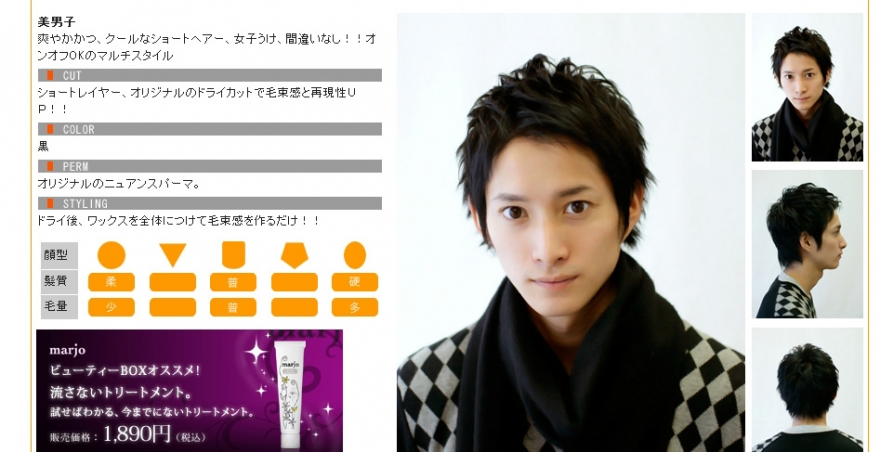 美男子
爽やかかつ、クールなショートヘアー、女子うけ、間違いなし！！オ
ンオフOKのマルチスタイル
CUT
ショートレイヤー、オリジナルのドライカットで毛束感と再現性Ｕ
Ｐ！！
COLOR
黒
PERM
オリジナルのニュアンスパーマ。
STYLING
ドライ後、ワックスを全体につけて毛束感を作るだけ！！
顔型
髪質 柔 普 硬
毛量 少 普 多
marjo
ビューティーBOXオススメ!
流さないトリートメント。
試せばわかる、今までにないトリートメント。
販売価格：1,890円（税込）
marjo